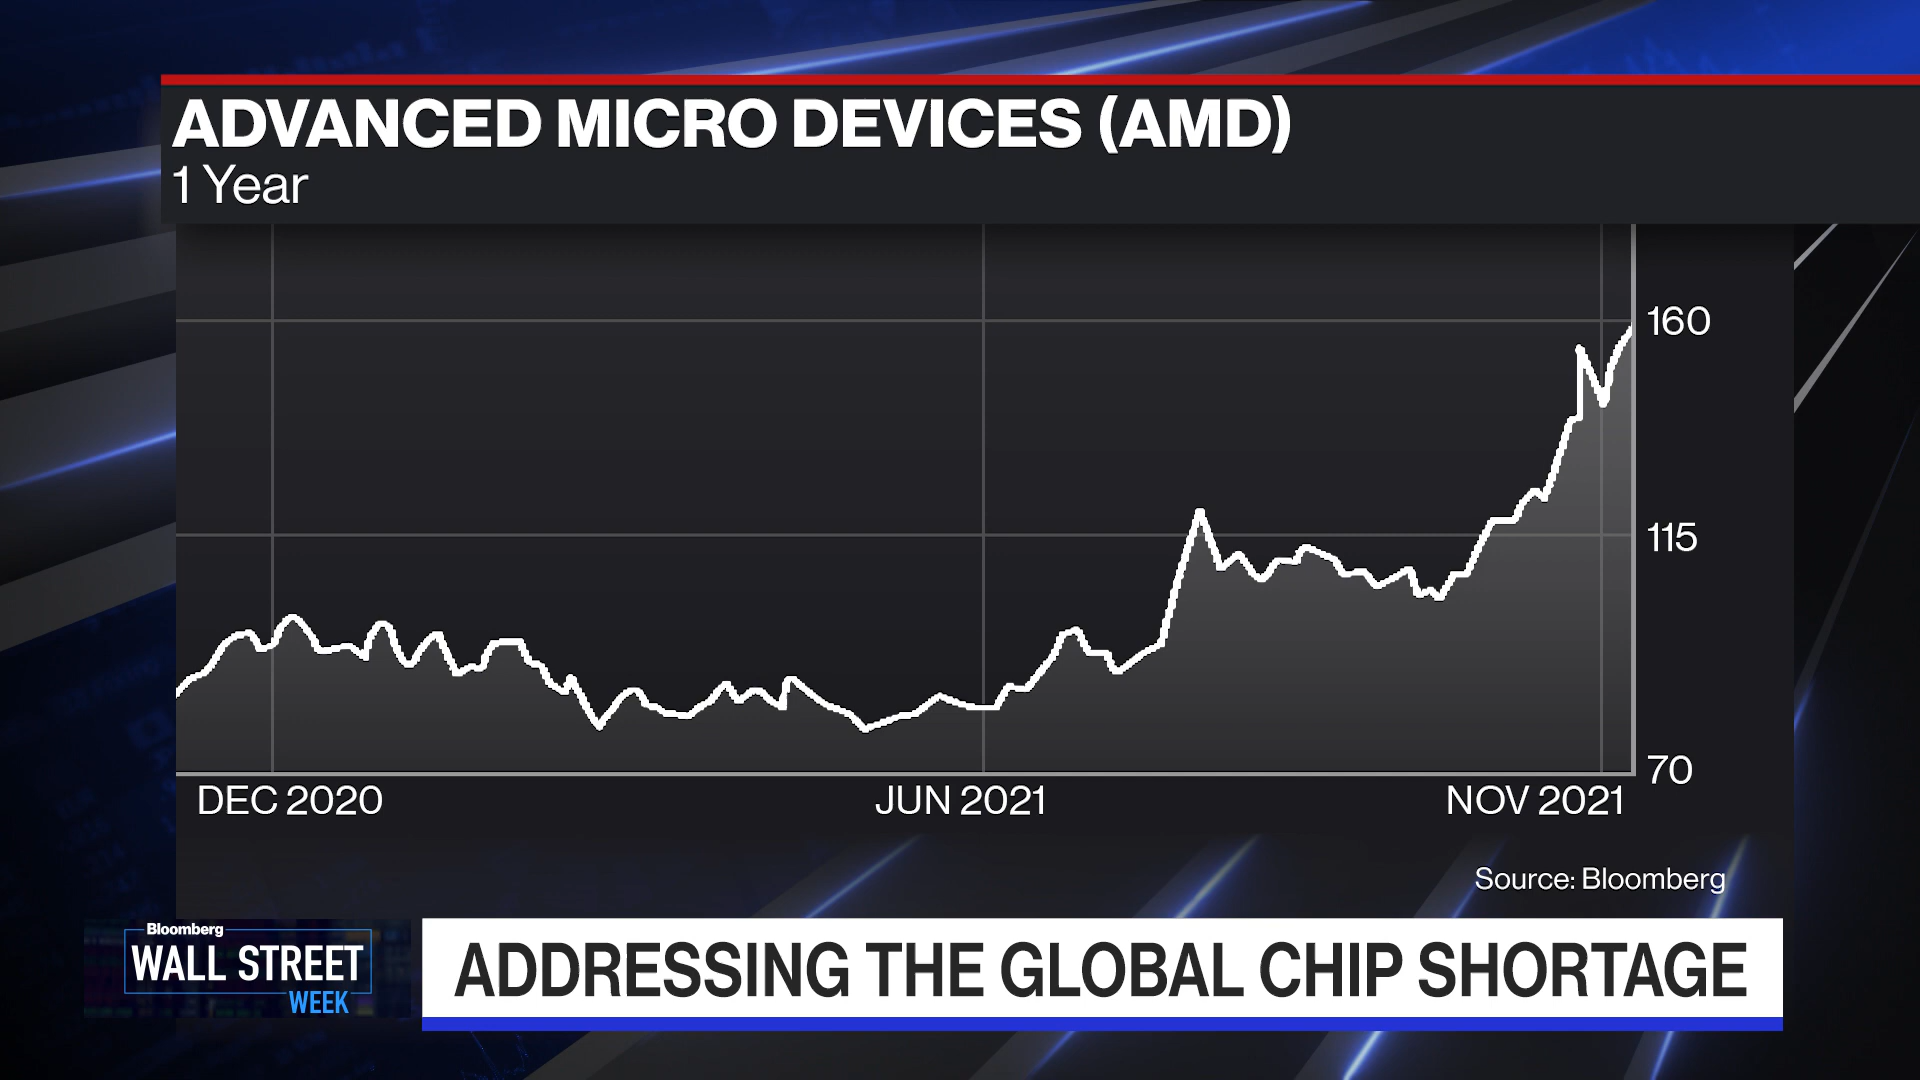 ADVANCED MICRO DEVICES (AMD)
1 Year
160
115
70
DEC 2020
JUN 2021
NOV 2021
Source: Bloomberg
Bloomberg
WALL STREET
WEEK
ADDRESSING THE GLOBAL CHIP SHORTAGE